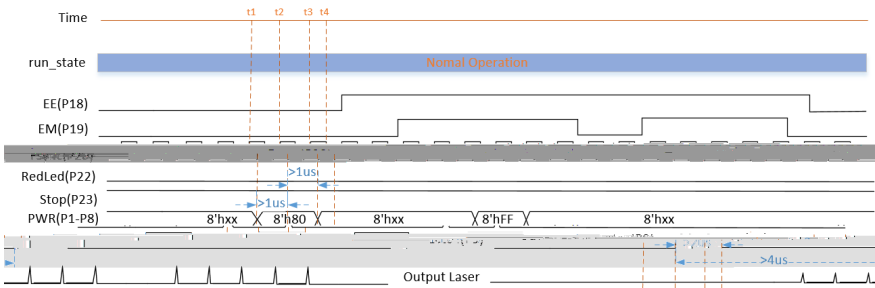 Time
t1 t2 t3 t4
run_state
Nomal Operation
EE(P18)
EM(P19)
RedLed(P22)
>1us
Stop(P23)
>1us
PWR(P1-P8) 8'hxx 8'h80 8'hxx 8'hFF 8'hxx
>4us
Output Laser